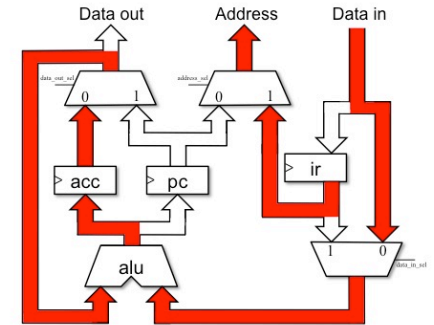 Data out Address Data in
data_out_sel address_sel
0 1 0 1
acc pc ir
1 0
data_in_sel
alu